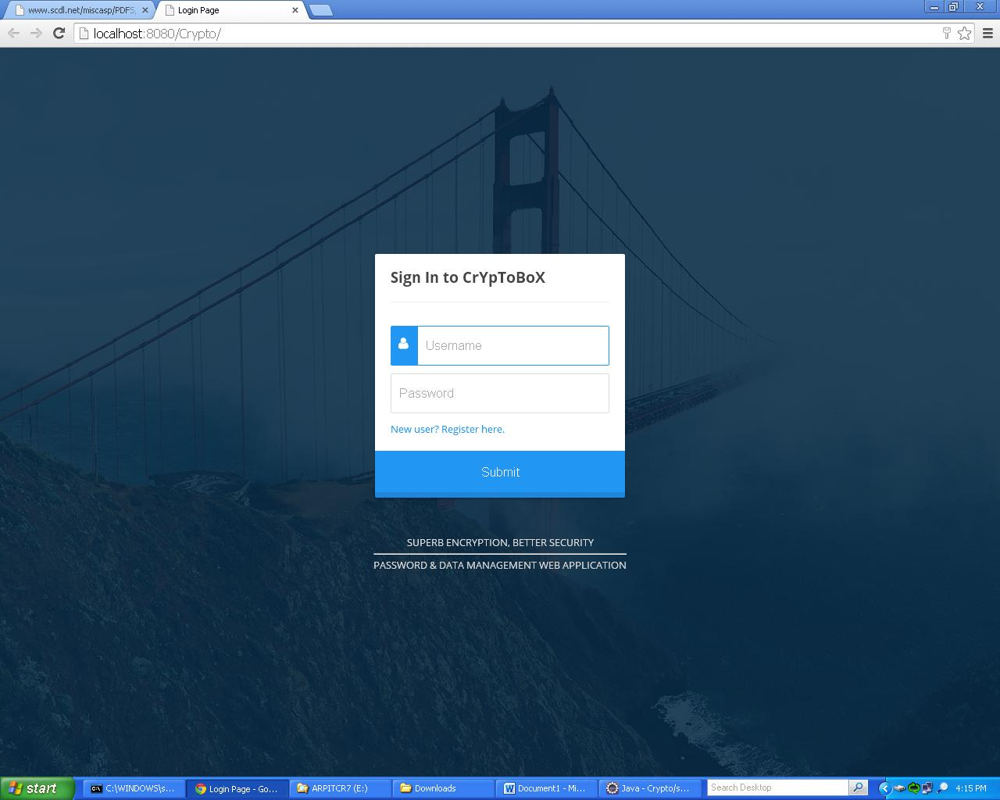 www.scdl.net/miscasp/PDFS
Login Page
localhost:8080/Crypto/
Sign In to CrYpToBoX
Username
Password
New user? Register here.
Submit
SUPERB ENCRYPTION, BETTER SECURITY
PASSWORD & DATA MANAGEMENT WEB APPLICATION
start
C:\WINDOWS\s...
Login Page - Go...
ARPITCR7 (E:)
Downloads
Document1 - Mi...
Java - Crypto/s...
Search Desktop
4:15 PM